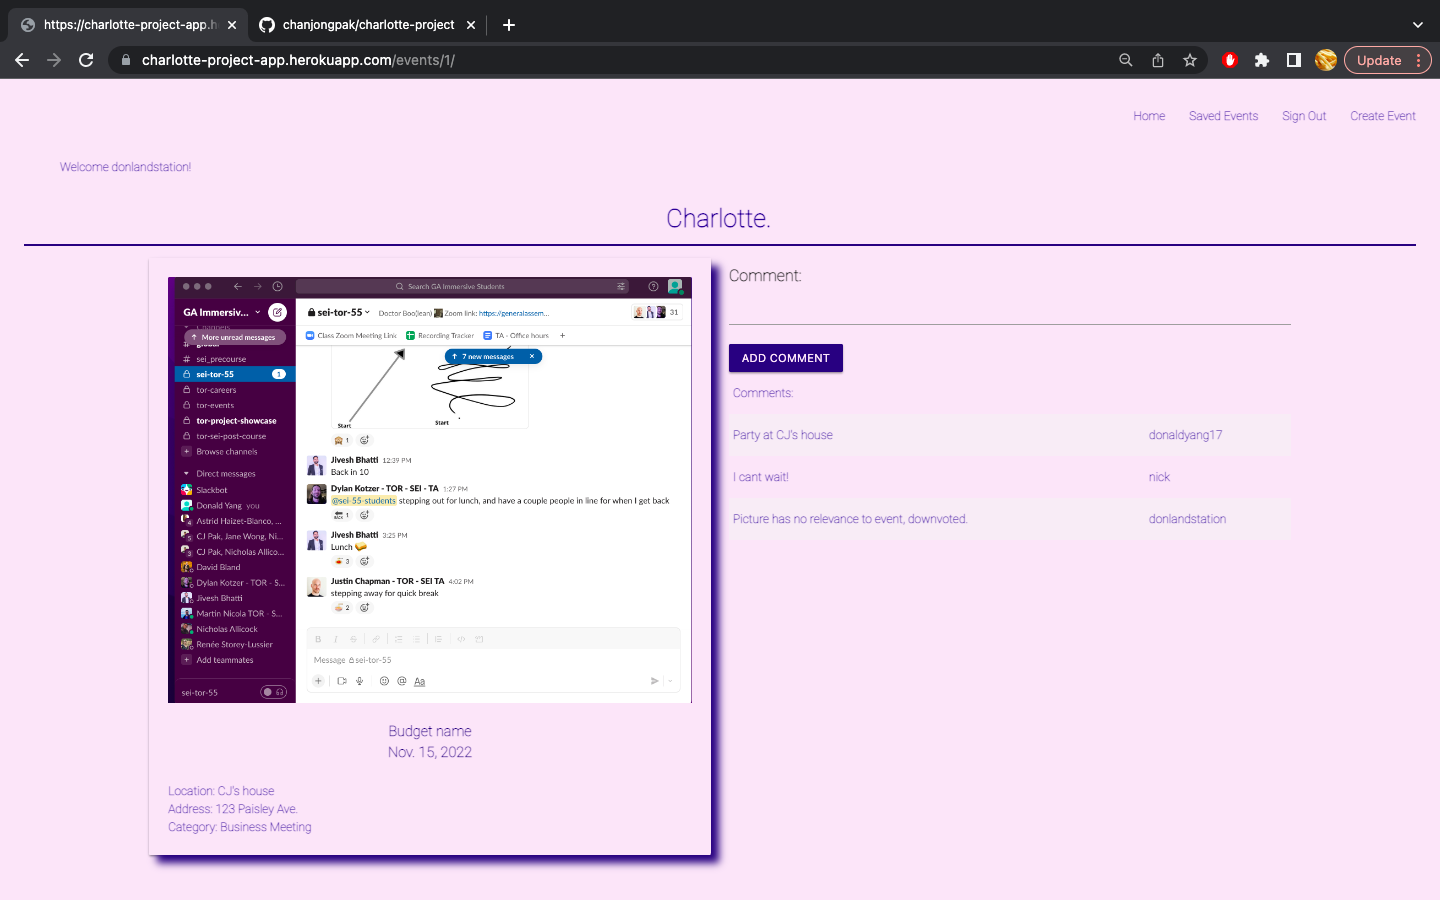 https://charlotte-project-app.h
chanjongpak/charlotte-project
charlotte-project-app.herokuapp.com/events/1/
Update
Home
Saved Events
Sign Out
Create Event
Welcome donlandstation!
Charlotte.
Search GA Immersive Students
GA Immersiv...
More unread messages
# sei_precourse
sei-tor-55
1
tor-careers
tor-events
tor-project-showcase
tor-sei-post-course
Browse channels
Direct messages
Slackbot
Donald Yang you
Astrid Haizet-Blanco, ...
CJ Pak, Jane Wong, Ni...
CJ Pak, Nicholas Allico...
David Bland
Dylan Kotzer - TOR - S...
Jivesh Bhatti
Martin Nicola TOR - S...
Nicholas Allicock
Renée Storey-Lussier
Add teammates
sei-tor-55
sei-tor-55
Doctor Boo(lean)
Zoom link: https://generalassem...
31
Class Zoom Meeting Link
Recording Tracker
TA - Office hours
7 new messages
Start
Start
1
Jivesh Bhatti 12:39 PM
Back in 10
Dylan Kotzer - TOR - SEI - TA 1:27 PM
@sei-55-students stepping out for lunch, and have a couple people in line for when I get back
1
Jivesh Bhatti 3:25 PM
Lunch
3
Justin Chapman - TOR - SEI TA 4:02 PM
stepping away for quick break
2
Message sei-tor-55
Aa
Budget name
Nov. 15, 2022
Location: CJ's house
Address: 123 Paisley Ave.
Category: Business Meeting
Comment:
ADD COMMENT
Comments:
Party at CJ's house donaldyang17
I cant wait! nick
Picture has no relevance to event, downvoted. donlandstation